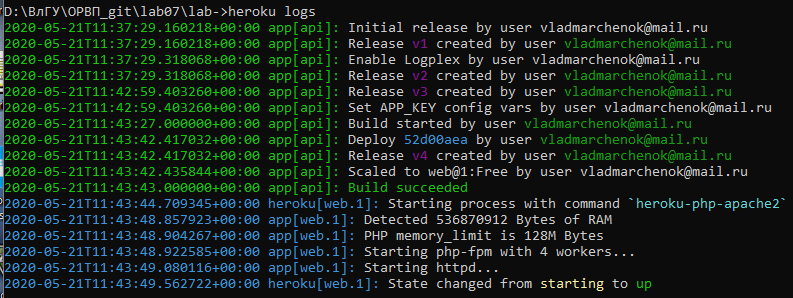 D:\ВлГУ\ОРВП_git\lab07\lab->heroku logs
2020-05-21T11:37:29.160218+00:00 app[api]: Initial release by user vladmarchenok@mail.ru
2020-05-21T11:37:29.160218+00:00 app[api]: Release v1 created by user vladmarchenok@mail.ru
2020-05-21T11:37:29.318068+00:00 app[api]: Enable Logplex by user vladmarchenok@mail.ru
2020-05-21T11:37:29.318068+00:00 app[api]: Release v2 created by user vladmarchenok@mail.ru
2020-05-21T11:42:59.403260+00:00 app[api]: Release v3 created by user vladmarchenok@mail.ru
2020-05-21T11:42:59.403260+00:00 app[api]: Set APP_KEY config vars by user vladmarchenok@mail.ru
2020-05-21T11:43:27.000000+00:00 app[api]: Build started by user vladmarchenok@mail.ru
2020-05-21T11:43:42.417032+00:00 app[api]: Deploy 52d00aea by user vladmarchenok@mail.ru
2020-05-21T11:43:42.417032+00:00 app[api]: Release v4 created by user vladmarchenok@mail.ru
2020-05-21T11:43:42.435844+00:00 app[api]: Scaled to web@1:Free by user vladmarchenok@mail.ru
2020-05-21T11:43:43.000000+00:00 app[api]: Build succeeded
2020-05-21T11:43:44.709345+00:00 heroku[web.1]: Starting process with command `heroku-php-apache2`
2020-05-21T11:43:48.857923+00:00 app[web.1]: Detected 536870912 Bytes of RAM
2020-05-21T11:43:48.904267+00:00 app[web.1]: PHP memory_limit is 128M Bytes
2020-05-21T11:43:48.922585+00:00 app[web.1]: Starting php-fpm with 4 workers...
2020-05-21T11:43:49.080116+00:00 app[web.1]: Starting httpd...
2020-05-21T11:43:49.562722+00:00 heroku[web.1]: State changed from starting to up